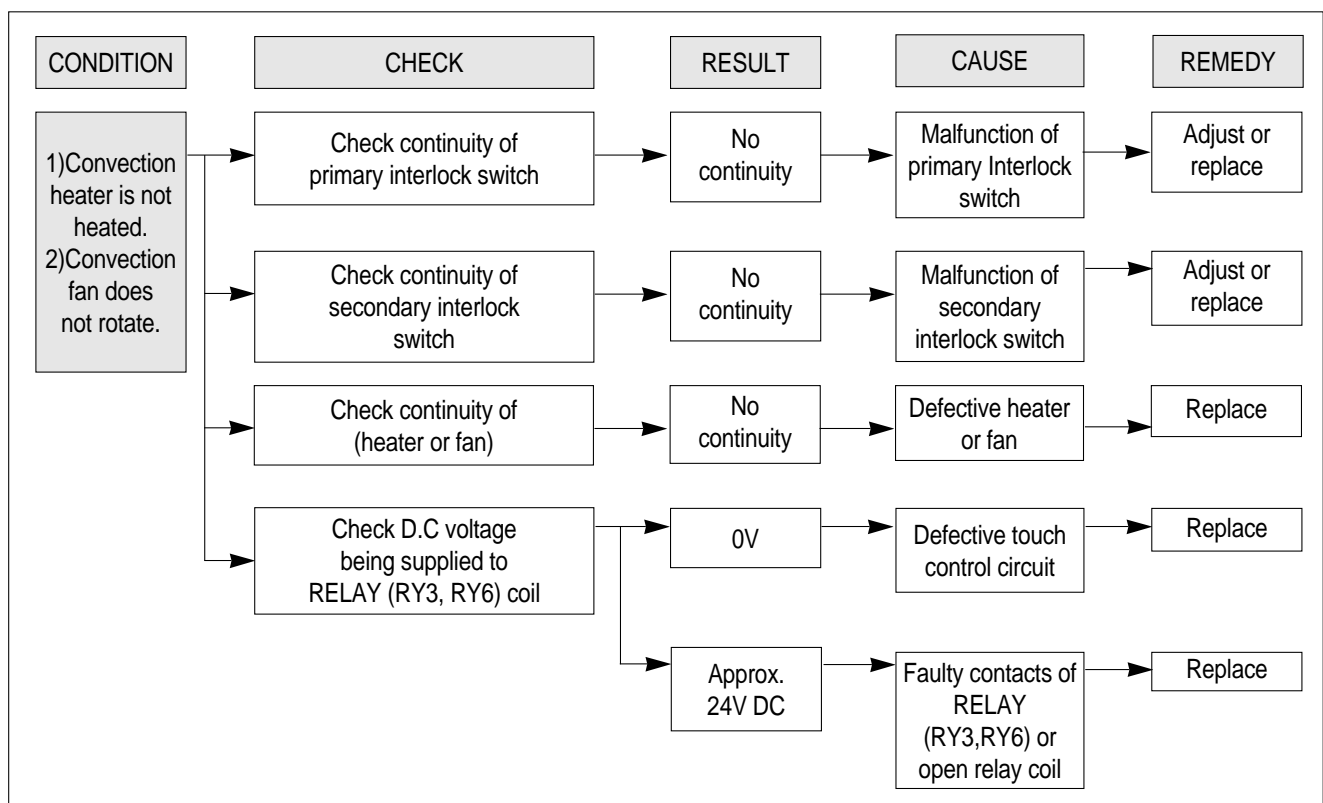 CONDITION
CHECK
RESULT
CAUSE
REMEDY
1)Convection
heater is not
heated.
2)Convection
fan does
not rotate.
Check continuity of
primary interlock switch
No
continuity
Malfunction of
primary Interlock
switch
Adjust or
replace
Check continuity of
secondary interlock
switch
No
continuity
Malfunction of
secondary
interlock switch
Adjust or
replace
Check continuity of
(heater or fan)
No
continuity
Defective heater
or fan
Replace
Check D.C voltage
being supplied to
RELAY (RY3, RY6) coil
0V
Defective touch
control circuit
Replace
Approx.
24V DC
Faulty contacts of
RELAY
(RY3,RY6) or
open relay coil
Replace